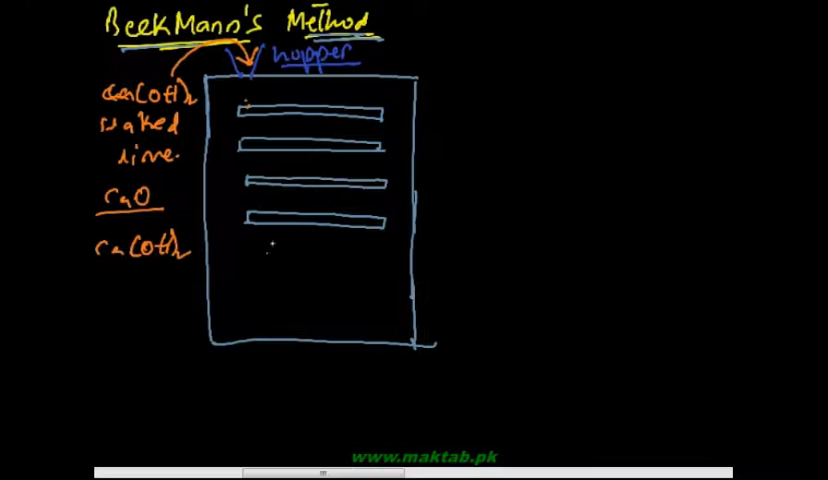 BeekMann's Method
hopper
Ca(OH)2
slaked
lime.
CaO
Ca(OH)2
www.maktab.pk